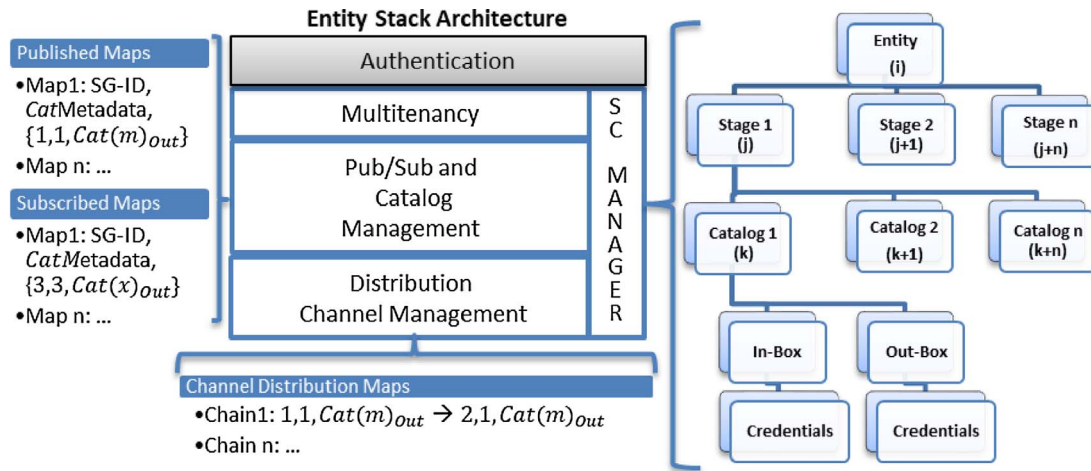 Entity Stack Architecture
Published Maps
•Map1: SG-ID,
CatMetadata,
{1,1,Cat(m)Out}
•Map n: ...
Subscribed Maps
•Map1: SG-ID,
CatMetadata,
{3,3,Cat(x)Out}
•Map n: ...
Authentication
Multitenancy
Pub/Sub and
Catalog
Management
Distribution
Channel Management
SC MANAGER
Channel Distribution Maps
•Chain1: 1,1,Cat(m)Out → 2,1,Cat(m)Out
•Chain n: ...
Entity
(i)
Stage 1
(j)
Stage 2
(j+1)
Stage n
(j+n)
Catalog 1
(k)
Catalog 2
(k+1)
Catalog n
(k+n)
In-Box
Out-Box
Credentials
Credentials